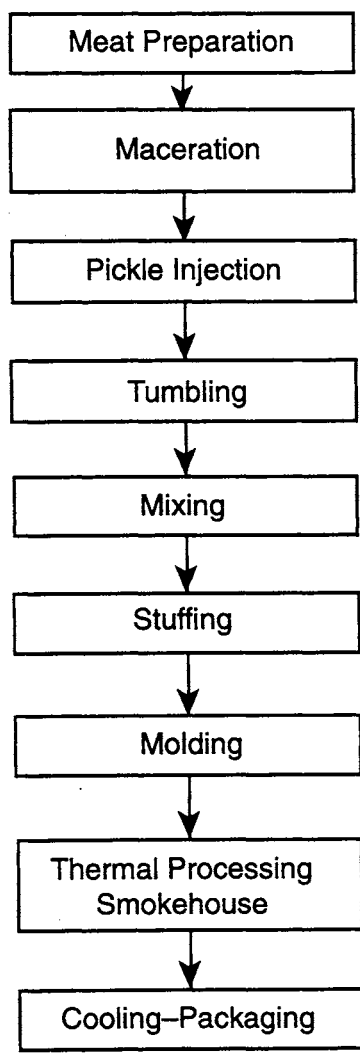 Meat Preparation
Maceration
Pickle Injection
Tumbling
Mixing
Stuffing
Molding
Thermal Processing
Smokehouse
Cooling–Packaging